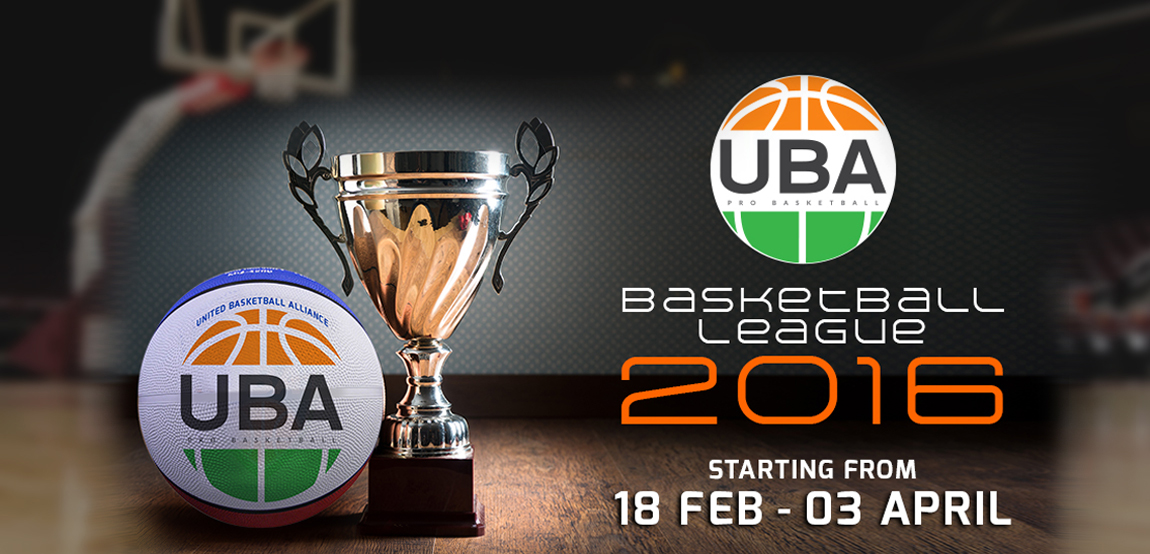 UNITED BASKETBALL ALLIANCE
UBA
PRO BASKETBALL
UBA
PRO BASKETBALL
BASKETBALL
LEAGUE
2016
STARTING FROM
18 FEB - 03 APRIL